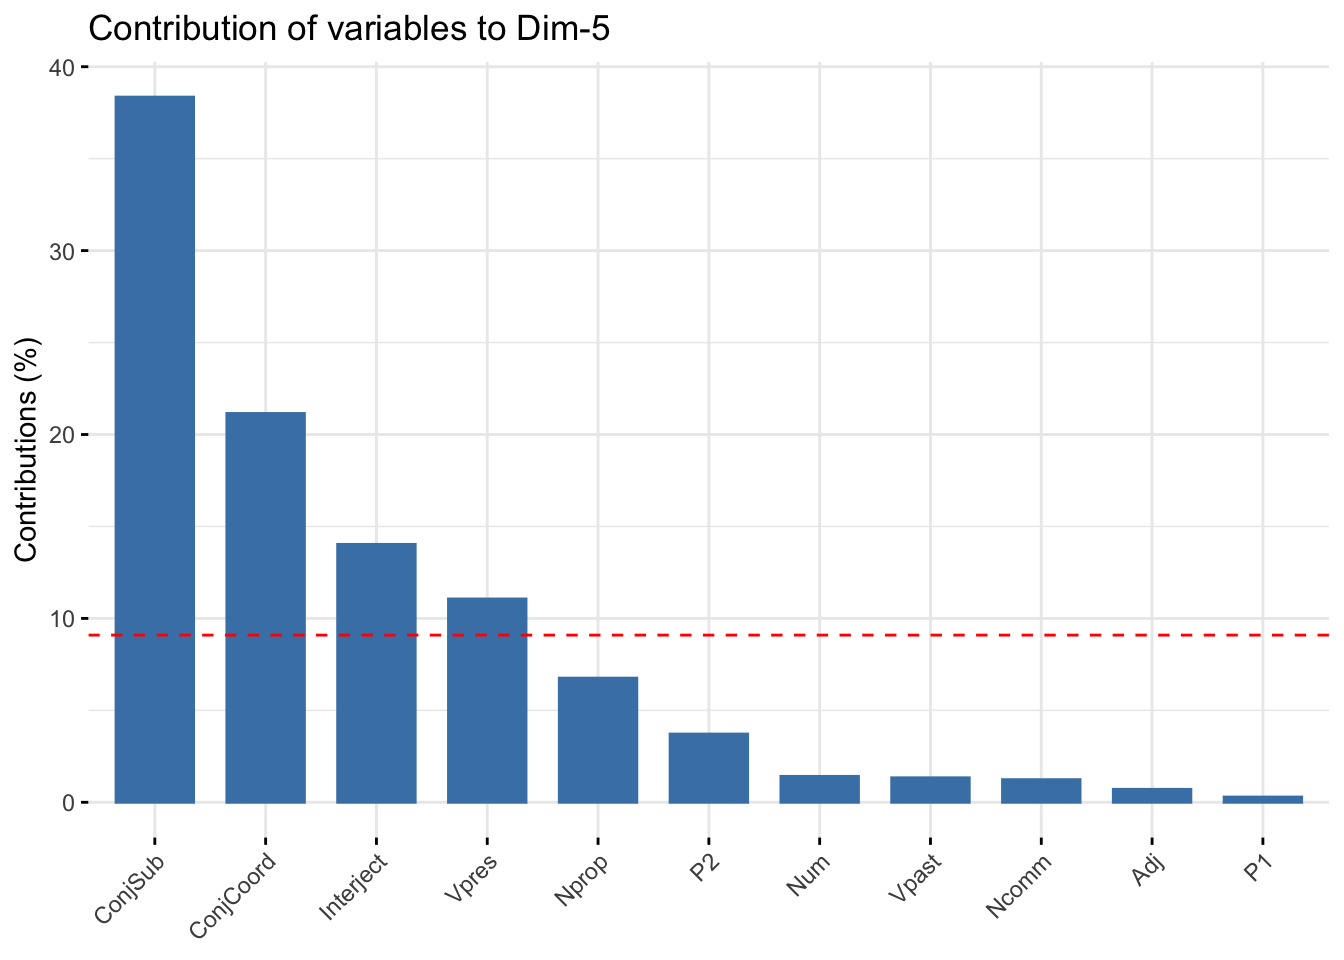 Contribution of variables to Dim-5
Contributions (%)
40
30
20
10
0
ConjSub
ConjCoord
Interject
Vpres
Nprop
P2
Num
Vpast
Ncomm
Adj
P1